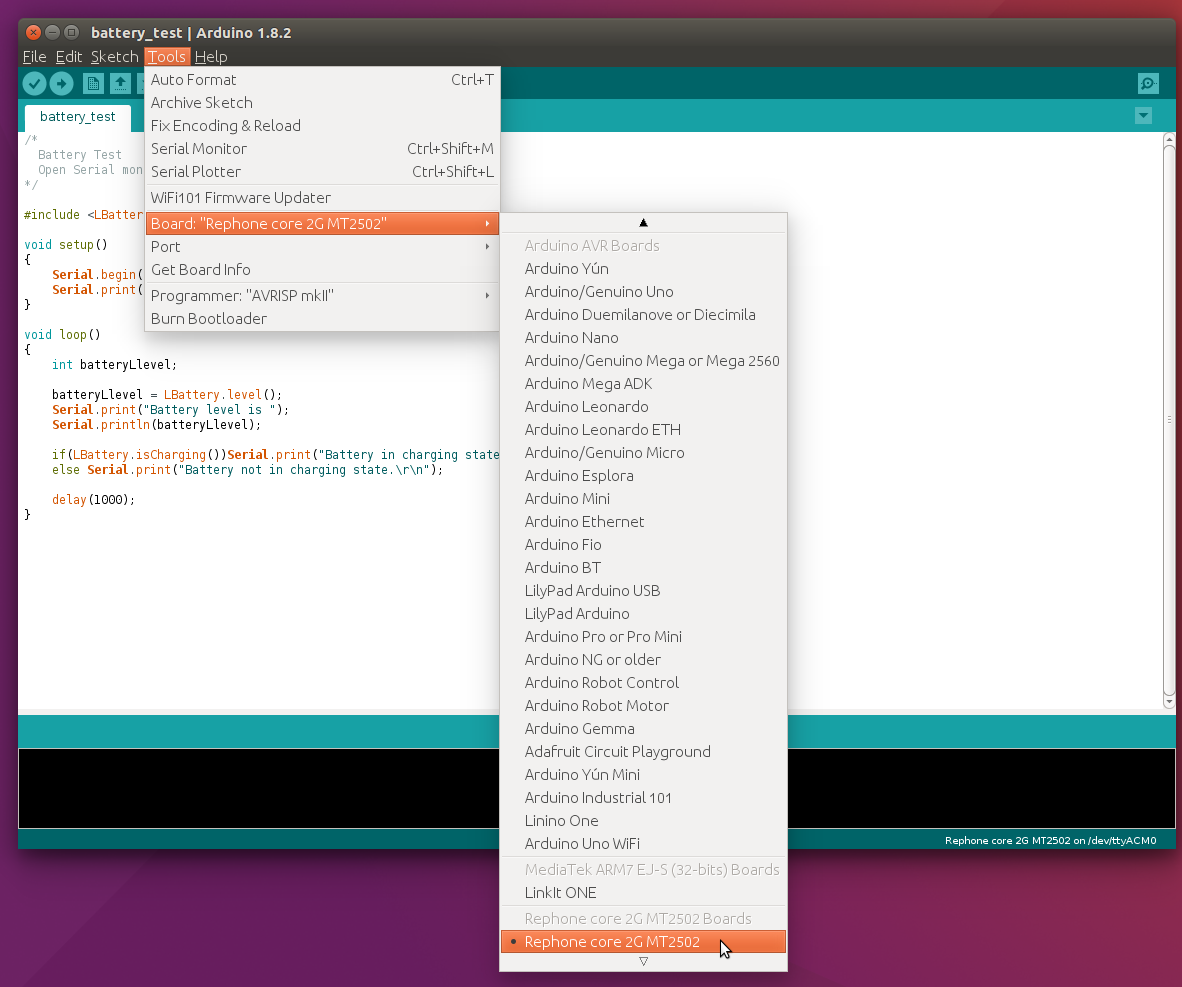 battery_test | Arduino 1.8.2
File Edit Sketch Tools Help
battery_test
/*
Battery Test
Open Serial mon
*/
#include <LBatter
void setup()
{
Serial.begin(
Serial.print(
}
void loop()
{
int batteryLlevel;
batteryLlevel = LBattery.level();
Serial.print("Battery level is ");
Serial.println(batteryLlevel);
if(LBattery.isCharging())Serial.print("Battery in charging state
else Serial.print("Battery not in charging state.\r\n");
delay(1000);
}
Auto Format Ctrl+T
Archive Sketch
Fix Encoding & Reload
Serial Monitor Ctrl+Shift+M
Serial Plotter Ctrl+Shift+L
WiFi101 Firmware Updater
Board: "Rephone core 2G MT2502"
Port
Get Board Info
Programmer: "AVRISP mkII"
Burn Bootloader
Arduino AVR Boards
Arduino Yún
Arduino/Genuino Uno
Arduino Duemilanove or Diecimila
Arduino Nano
Arduino/Genuino Mega or Mega 2560
Arduino Mega ADK
Arduino Leonardo
Arduino Leonardo ETH
Arduino/Genuino Micro
Arduino Esplora
Arduino Mini
Arduino Ethernet
Arduino Fio
Arduino BT
LilyPad Arduino USB
LilyPad Arduino
Arduino Pro or Pro Mini
Arduino NG or older
Arduino Robot Control
Arduino Robot Motor
Arduino Gemma
Adafruit Circuit Playground
Arduino Yún Mini
Arduino Industrial 101
Linino One
Arduino Uno WiFi
MediaTek ARM7 EJ-S (32-bits) Boards
LinkIt ONE
Rephone core 2G MT2502 Boards
Rephone core 2G MT2502
Rephone core 2G MT2502 on /dev/ttyACM0